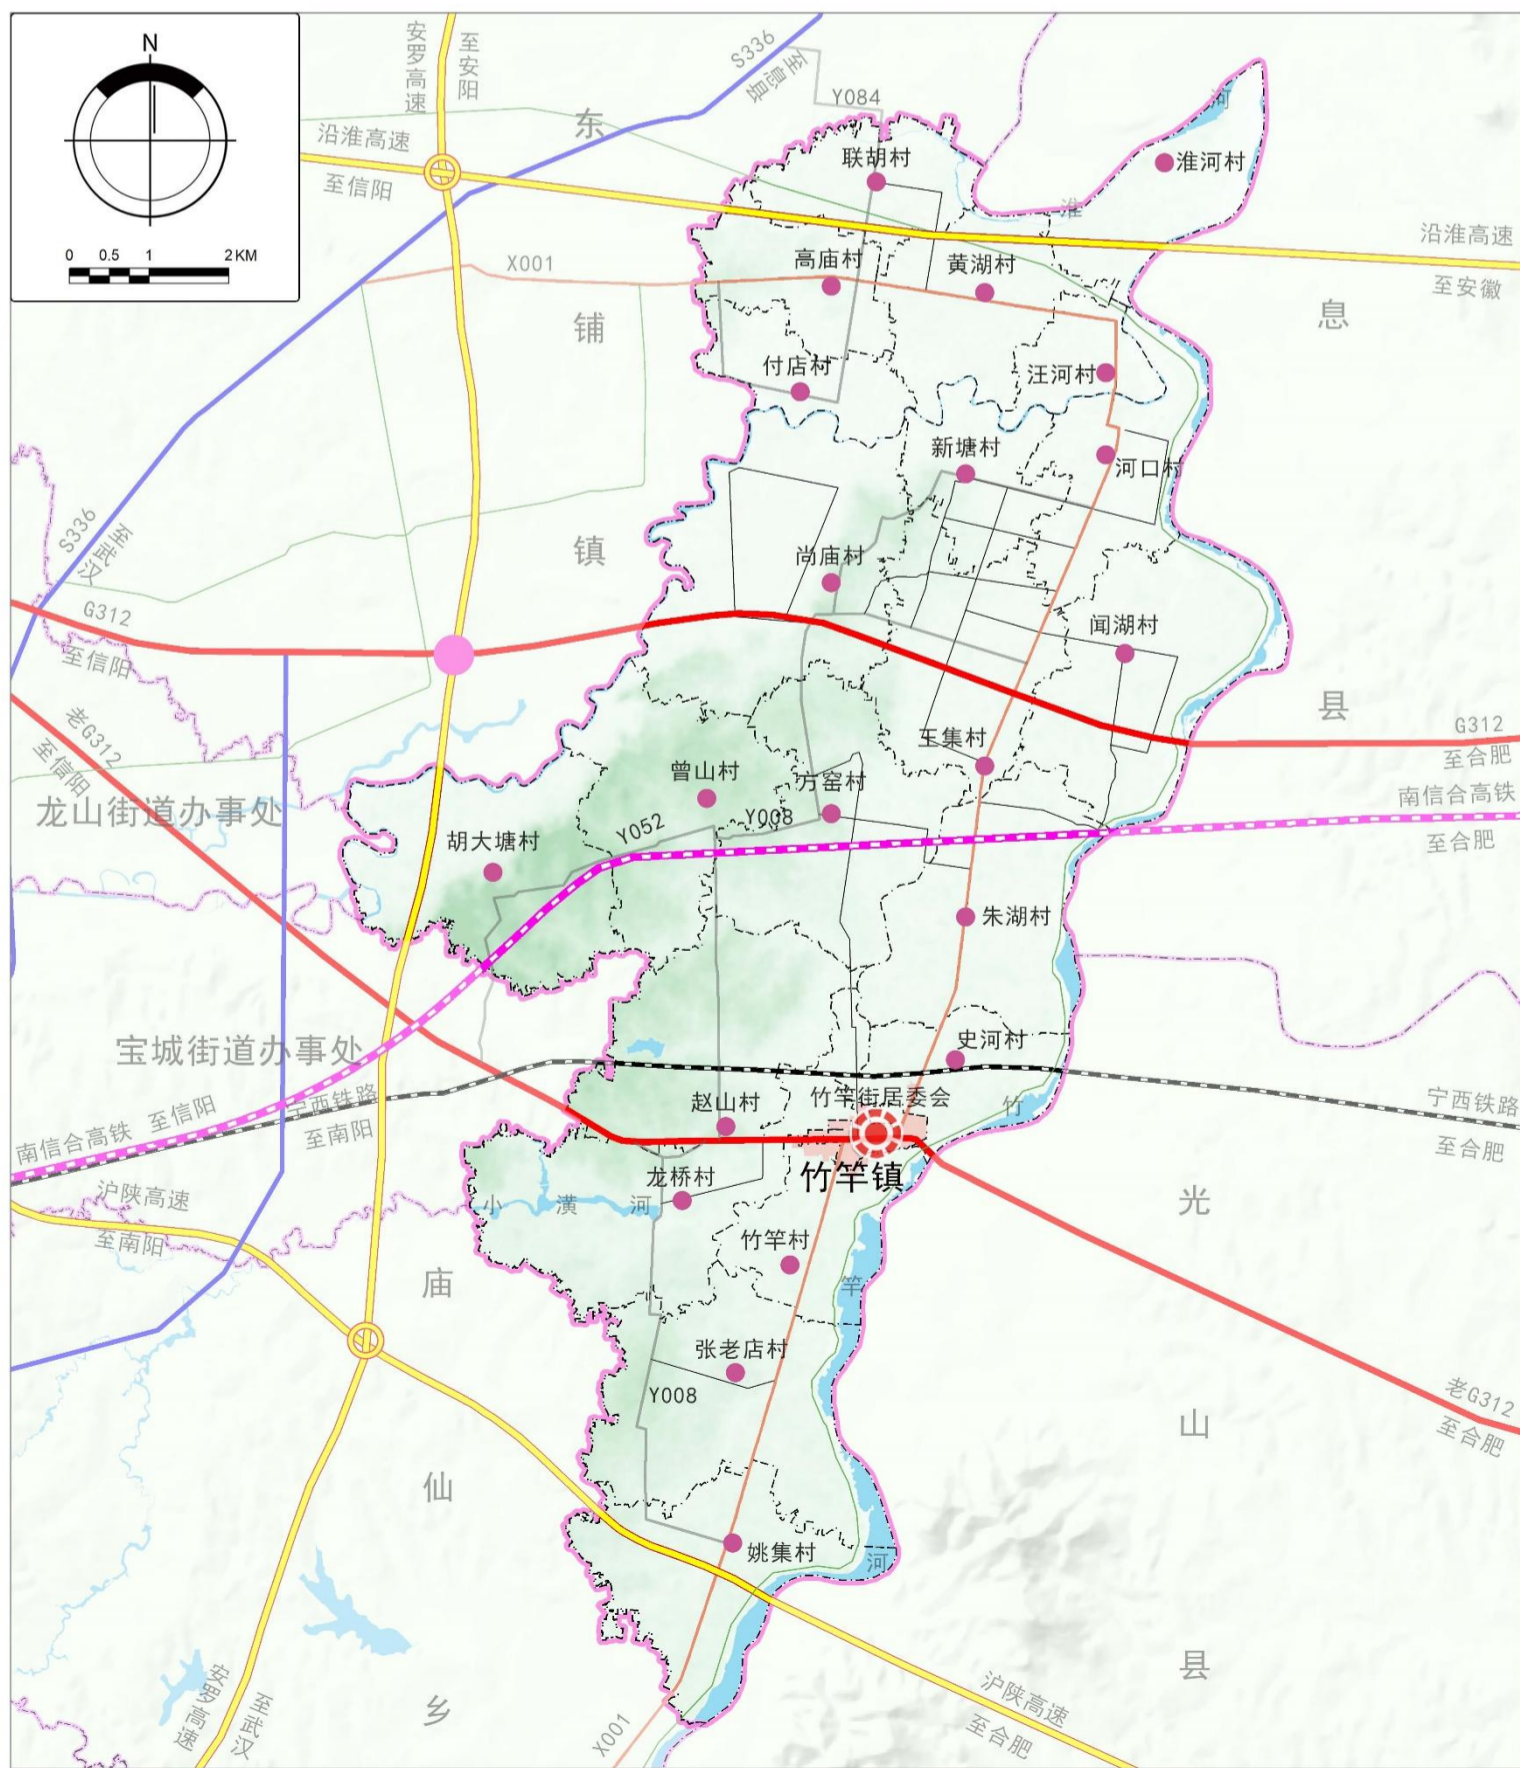 N
0 0.5 1 2 KM
安罗高速
至安阳
S336
至息县
Y084
东
沿淮高速
至信阳
联胡村
淮河村
河
淮
沿淮高速
至安徽
X001
高庙村
黄湖村
铺
息
付店村
汪河村
新塘村
河口村
S336
至武汉
镇
尚庙村
G312
至信阳
闻湖村
老G312
至信阳
县
G312
至合肥
王集村
曾山村
方窑村
南信合高铁
至合肥
龙山街道办事处
Y052
Y008
胡大塘村
朱湖村
宝城街道办事处
史河村
宁西铁路
至南阳
南信合高铁 至信阳
赵山村
竹竿街居委会
竹
宁西铁路
至合肥
竹竿镇
龙桥村
沪陕高速
至南阳
小 潢 河
光
竹竿村
庙
竿
张老店村
Y008
老G312
至合肥
山
仙
姚集村
河
安罗高速
至武汉
乡
X001
沪陕高速
至合肥
县